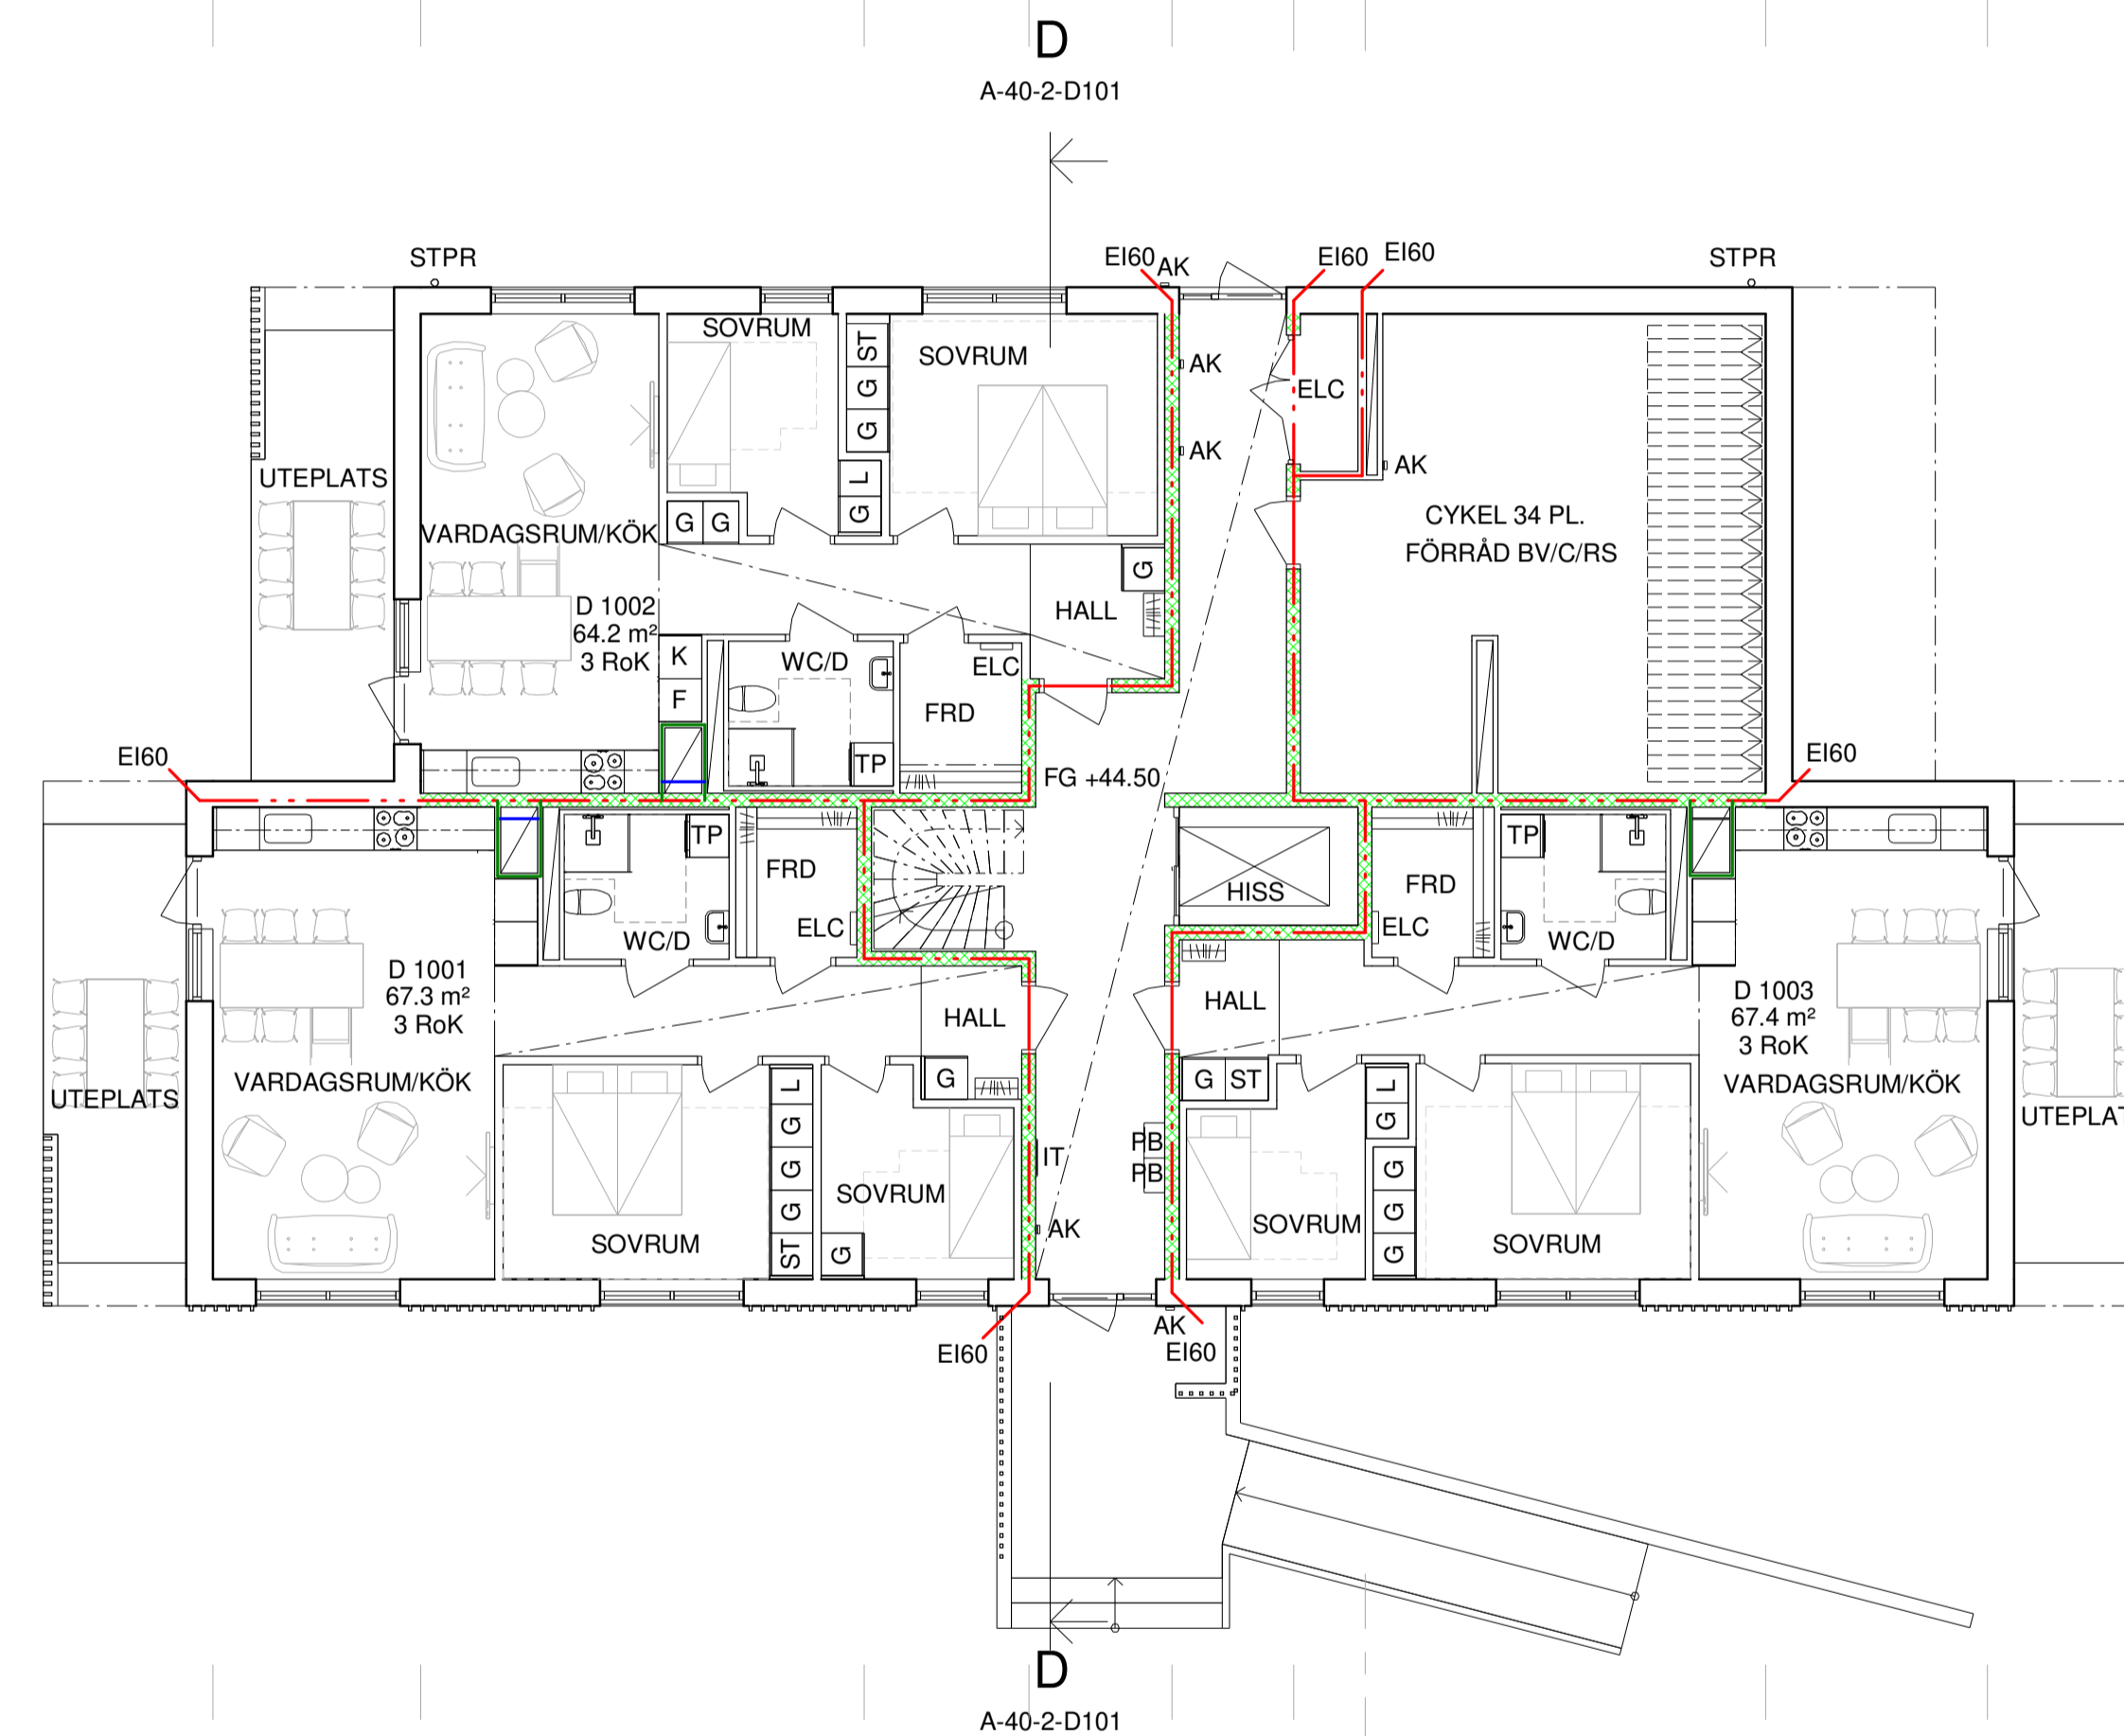 D
A-40-2-D101
STPR
EI60
AK
EI60
EI60
STPR
SOVRUM
ST
G
G
SOVRUM
AK
ELC
AK
AK
UTEPLATS
G
G
L
G
VARDAGSRUM/KÖK
CYKEL 34 PL.
FÖRRÅD BV/C/RS
G
D 1002
64.2 m²
3 RoK
HALL
K
F
WC/D
ELC
FRD
TP
EI60
FG +44.50
EI60
TP
FRD
ELC
WC/D
HISS
FRD
ELC
TP
WC/D
D 1001
67.3 m²
3 RoK
HALL
HALL
D 1003
67.4 m²
3 RoK
VARDAGSRUM/KÖK
UTEPLATS
L
G
G
G
ST
G
SOVRUM
G
SOVRUM
IT
AK
PB
PB
G
ST
L
G
G
G
G
SOVRUM
SOVRUM
VARDAGSRUM/KÖK
UTEPLAT
EI60
AK
EI60
D
A-40-2-D101